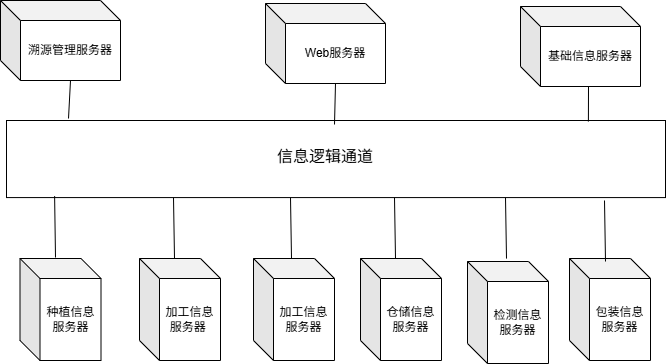 溯源管理服务器
Web服务器
基础信息服务器
信息逻辑通道
种植信息
服务器
加工信息
服务器
加工信息
服务器
仓储信息
服务器
检测信息
服务器
包装信息
服务器